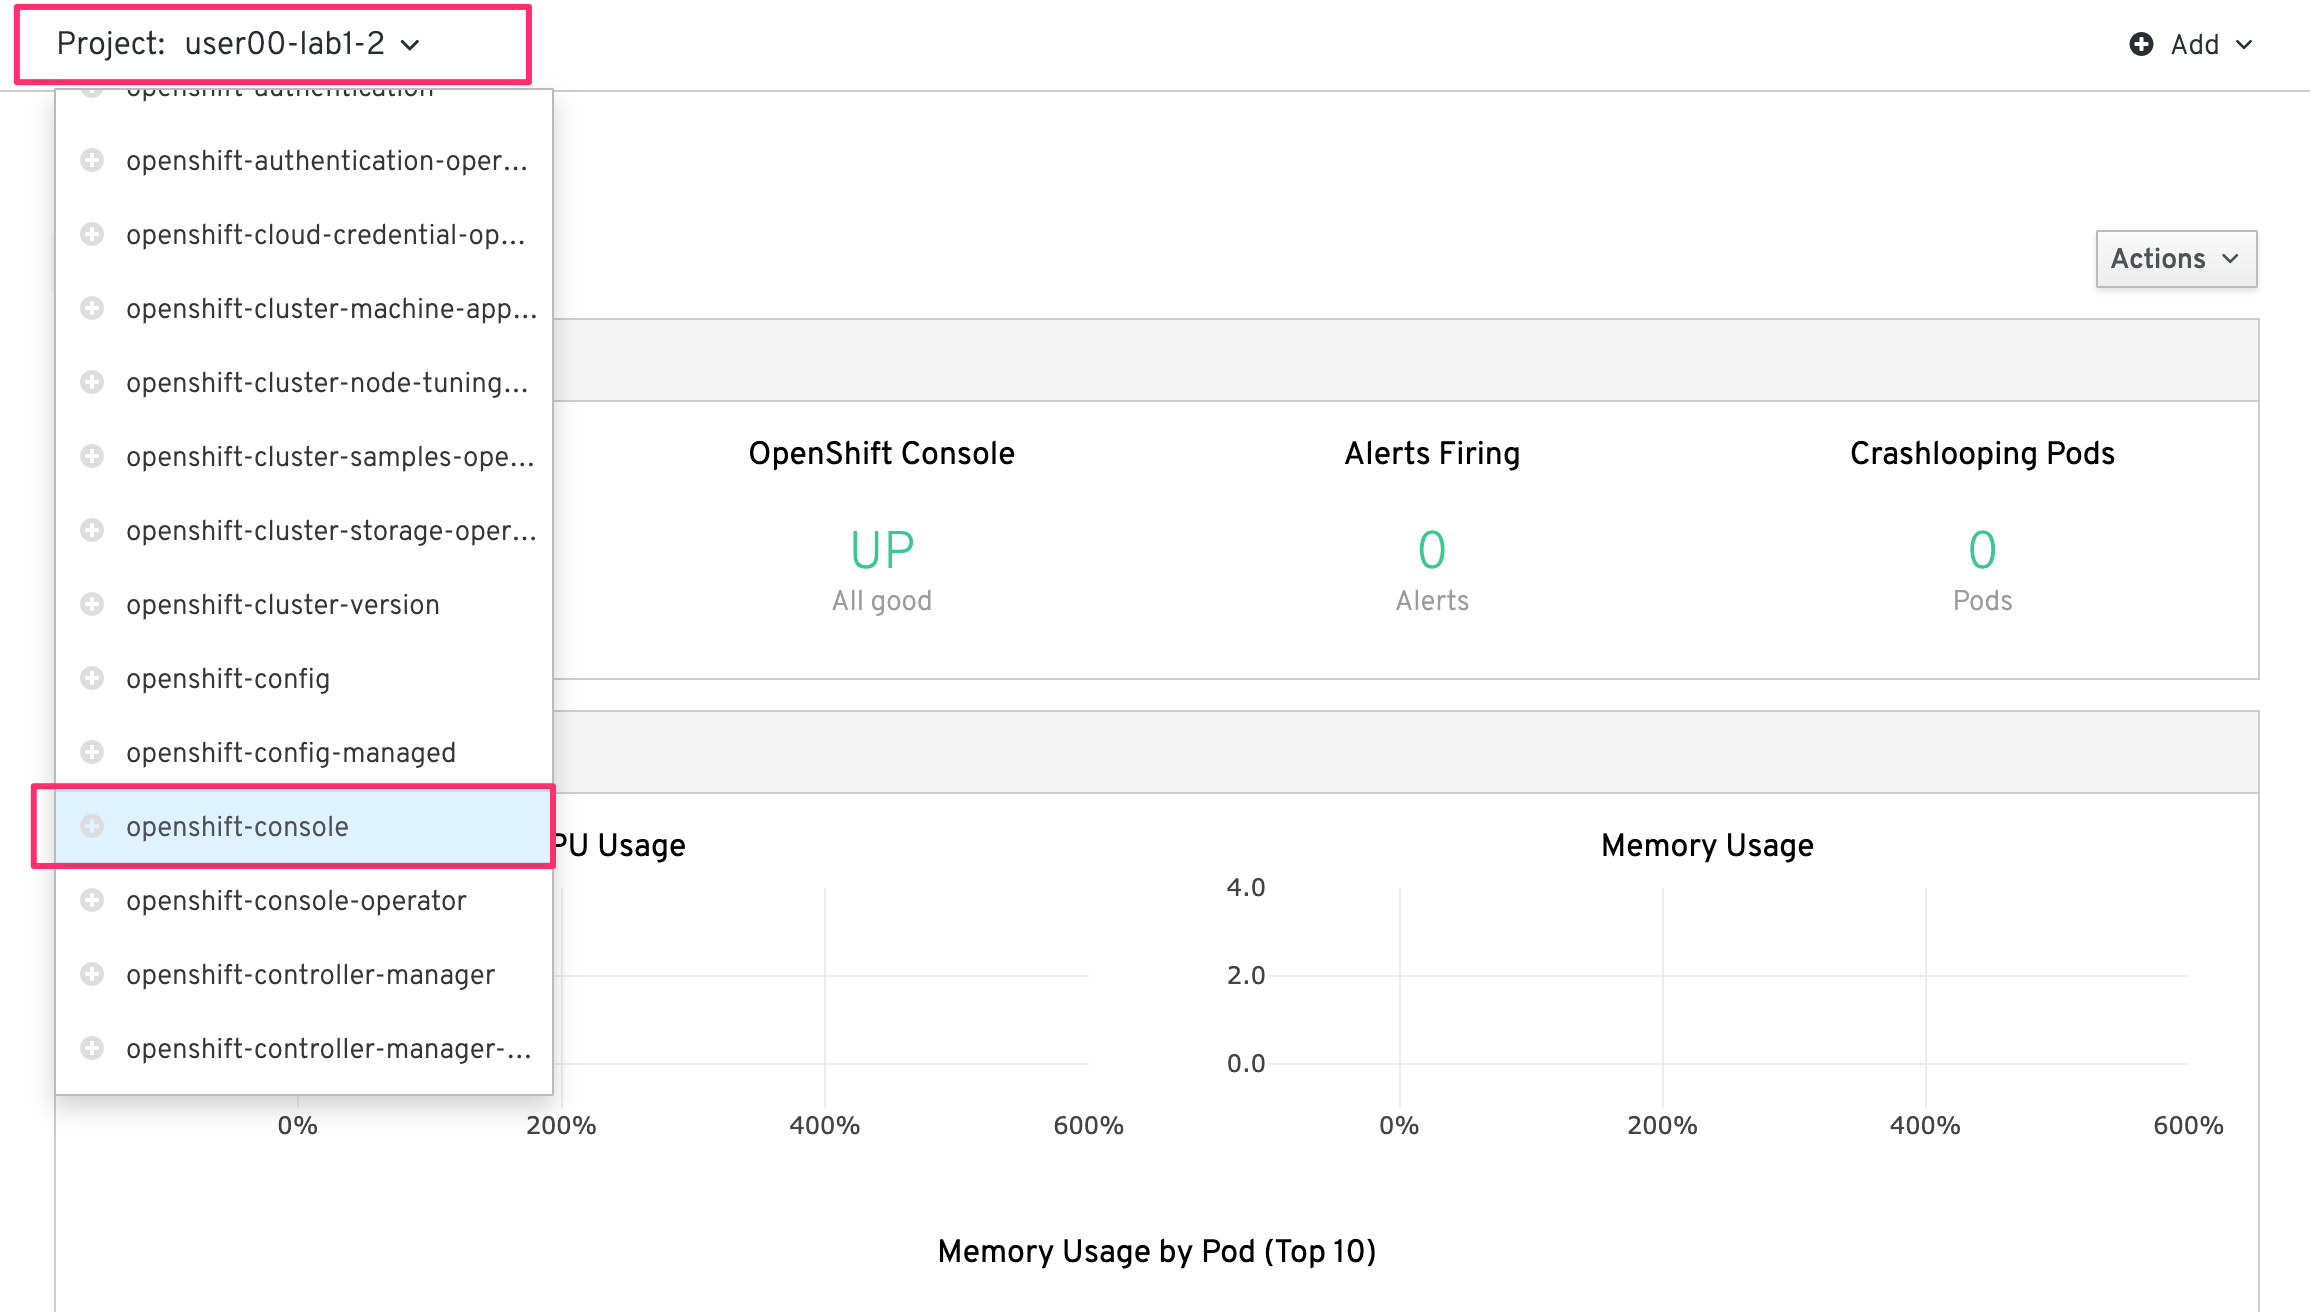 Project: user00-lab1-2
Add
openshift-authentication
openshift-authentication-oper...
openshift-cloud-credential-op...
openshift-cluster-machine-app...
openshift-cluster-node-tuning...
openshift-cluster-samples-ope...
openshift-cluster-storage-oper...
openshift-cluster-version
openshift-config
openshift-config-managed
openshift-console
openshift-console-operator
openshift-controller-manager
openshift-controller-manager-...
Actions
OpenShift Console
UP
All good
Alerts Firing
0
Alerts
Crashlooping Pods
0
Pods
PU Usage
0% 200% 400% 600%
Memory Usage
4.0
2.0
0.0
0% 200% 400% 600%
Memory Usage by Pod (Top 10)